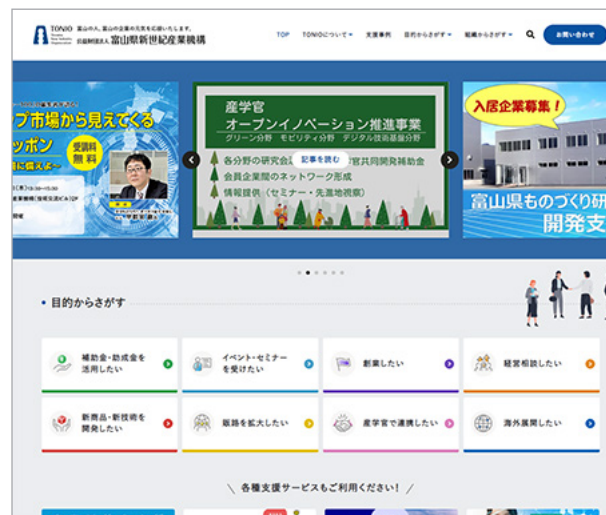 TONIO
富山の人、富山の企業の元気を応援いたします。
公益財団法人 富山県新世紀産業機構
TOP
TONIOについて
支援事例
目的からさがす
組織からさがす
お問い合わせ
プ市場から見えてくる
ッポン
に備えよ～
受講料
無料
産学官
オープンイノベーション推進事業
グリーン分野 モビリティ分野 デジタル技術基盤分野
各分野の研究会
記事を読む
官共同開発補助金
会員企業間のネットワーク形成
情報提供（セミナー・先進地視察）
入居企業募集！
富山県ものづくり研
開発支
目的からさがす
補助金・助成金を
活用したい
イベント・セミナー
を受けたい
創業したい
経営相談したい
新商品・新技術を
開発したい
販路を拡大したい
産学官で連携したい
海外展開したい
各種支援サービスもご利用ください！